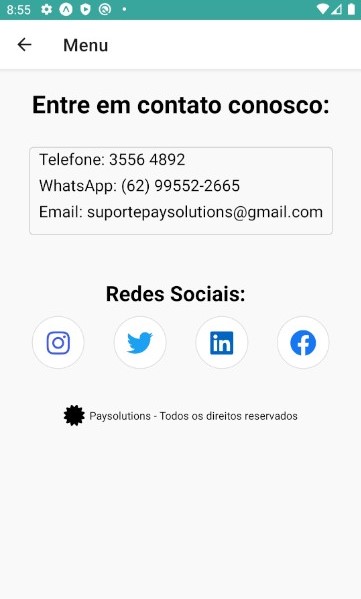 8:55
Menu
Entre em contato conosco:
Telefone: 3556 4892
WhatsApp: (62) 99552-2665
Email: suportepaysolutions@gmail.com
Redes Sociais:
Paysolutions - Todos os direitos reservados